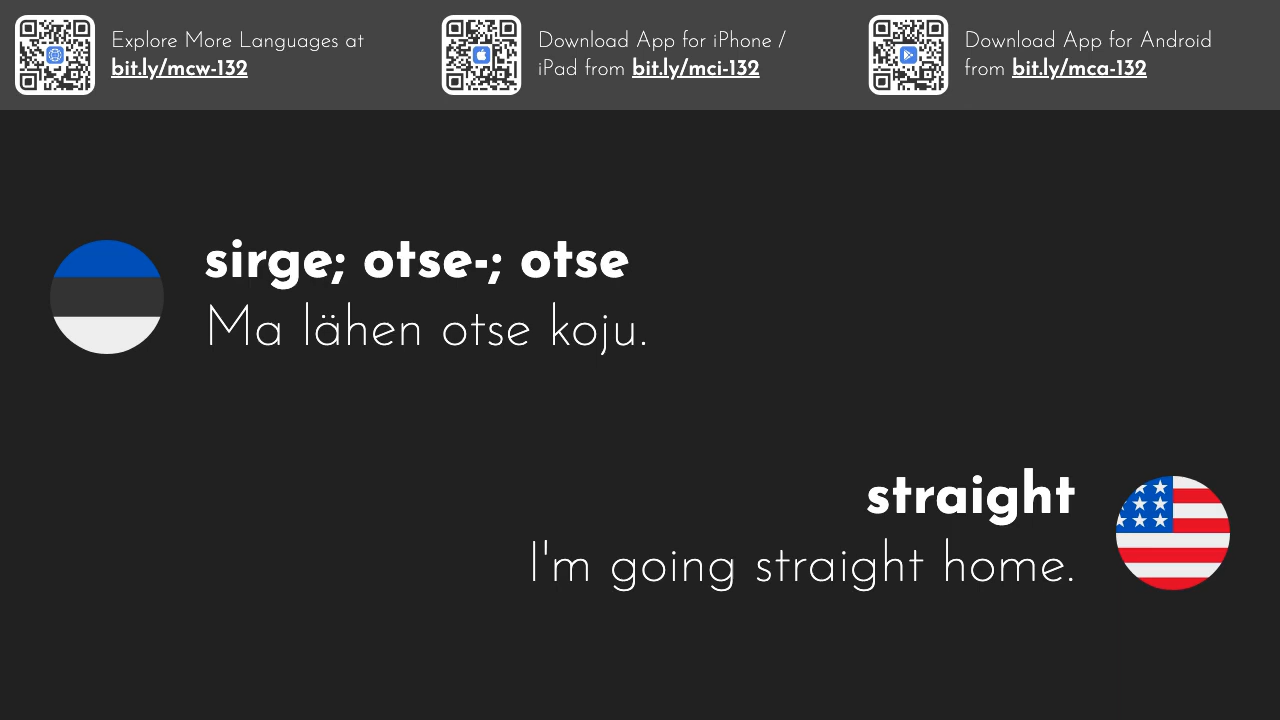 Explore More Languages at
bit.ly/mcw-132
Download App for iPhone /
iPad from bit.ly/mci-132
Download App for Android
from bit.ly/mca-132
sirge; otse-; otse
Ma lähen otse koju.
straight
I'm going straight home.